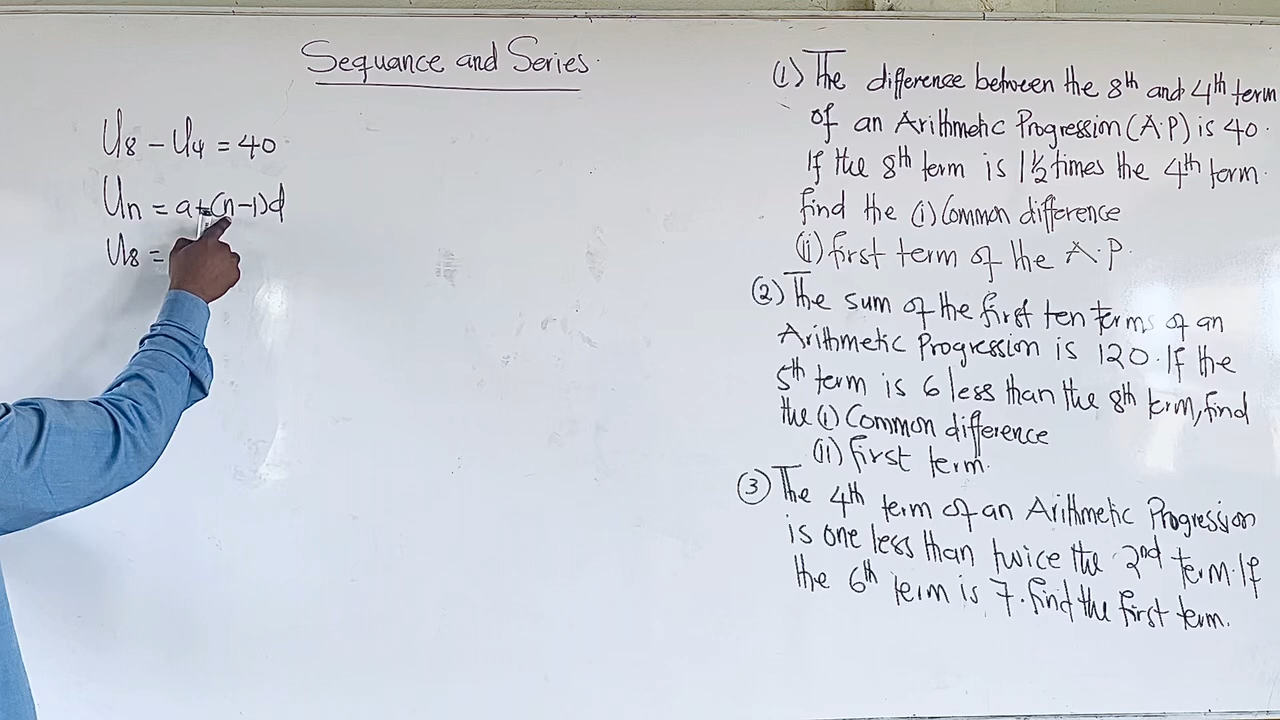 Sequance and Series
U8 - U4 = 40
Un = a+(n-1)d
U8 =
(1) The difference between the 8th and 4th term
of an Arithmetic Progression (A.P) is 40.
If the 8th term is 1½ times the 4th term.
find the (i) Common difference
(ii) first term of the A.P.
(2) The sum of the first ten terms of an
Arithmetic Progression is 120. If the
5th term is 6 less than the 8th term, find
the (i) Common difference
(ii) first term.
(3) The 4th term of an Arithmetic Progression
is one less than twice the 2nd term. If
the 6th term is 7. find the first term.